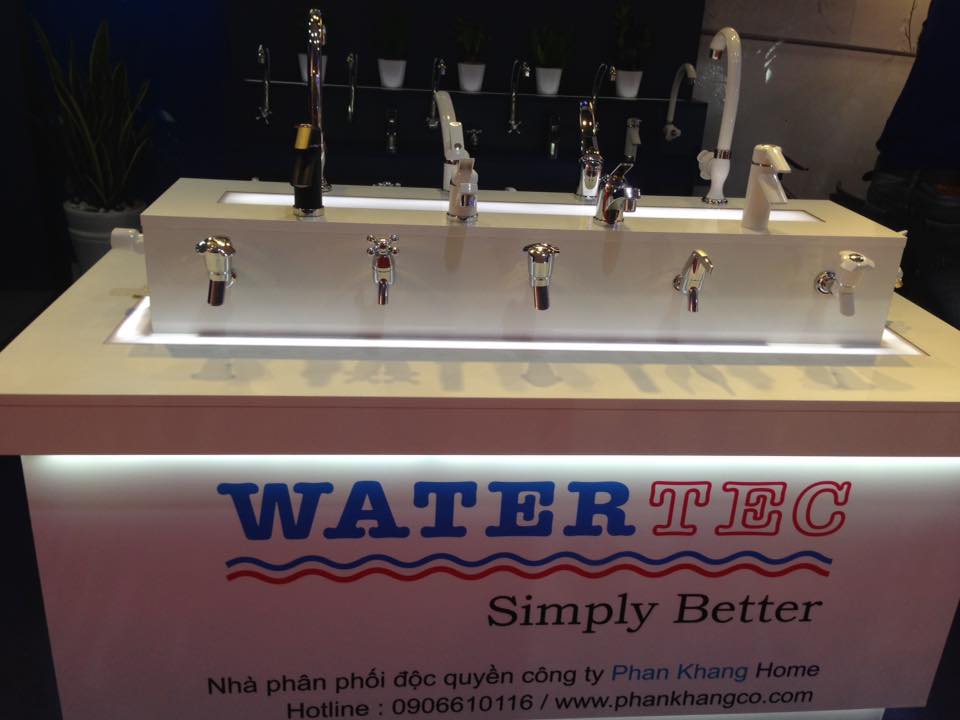 WATERTEC
Simply Better
Nhà phân phối độc quyền công ty Phan Khang Home
Hotline : 0906610116 / www.phankhangco.com